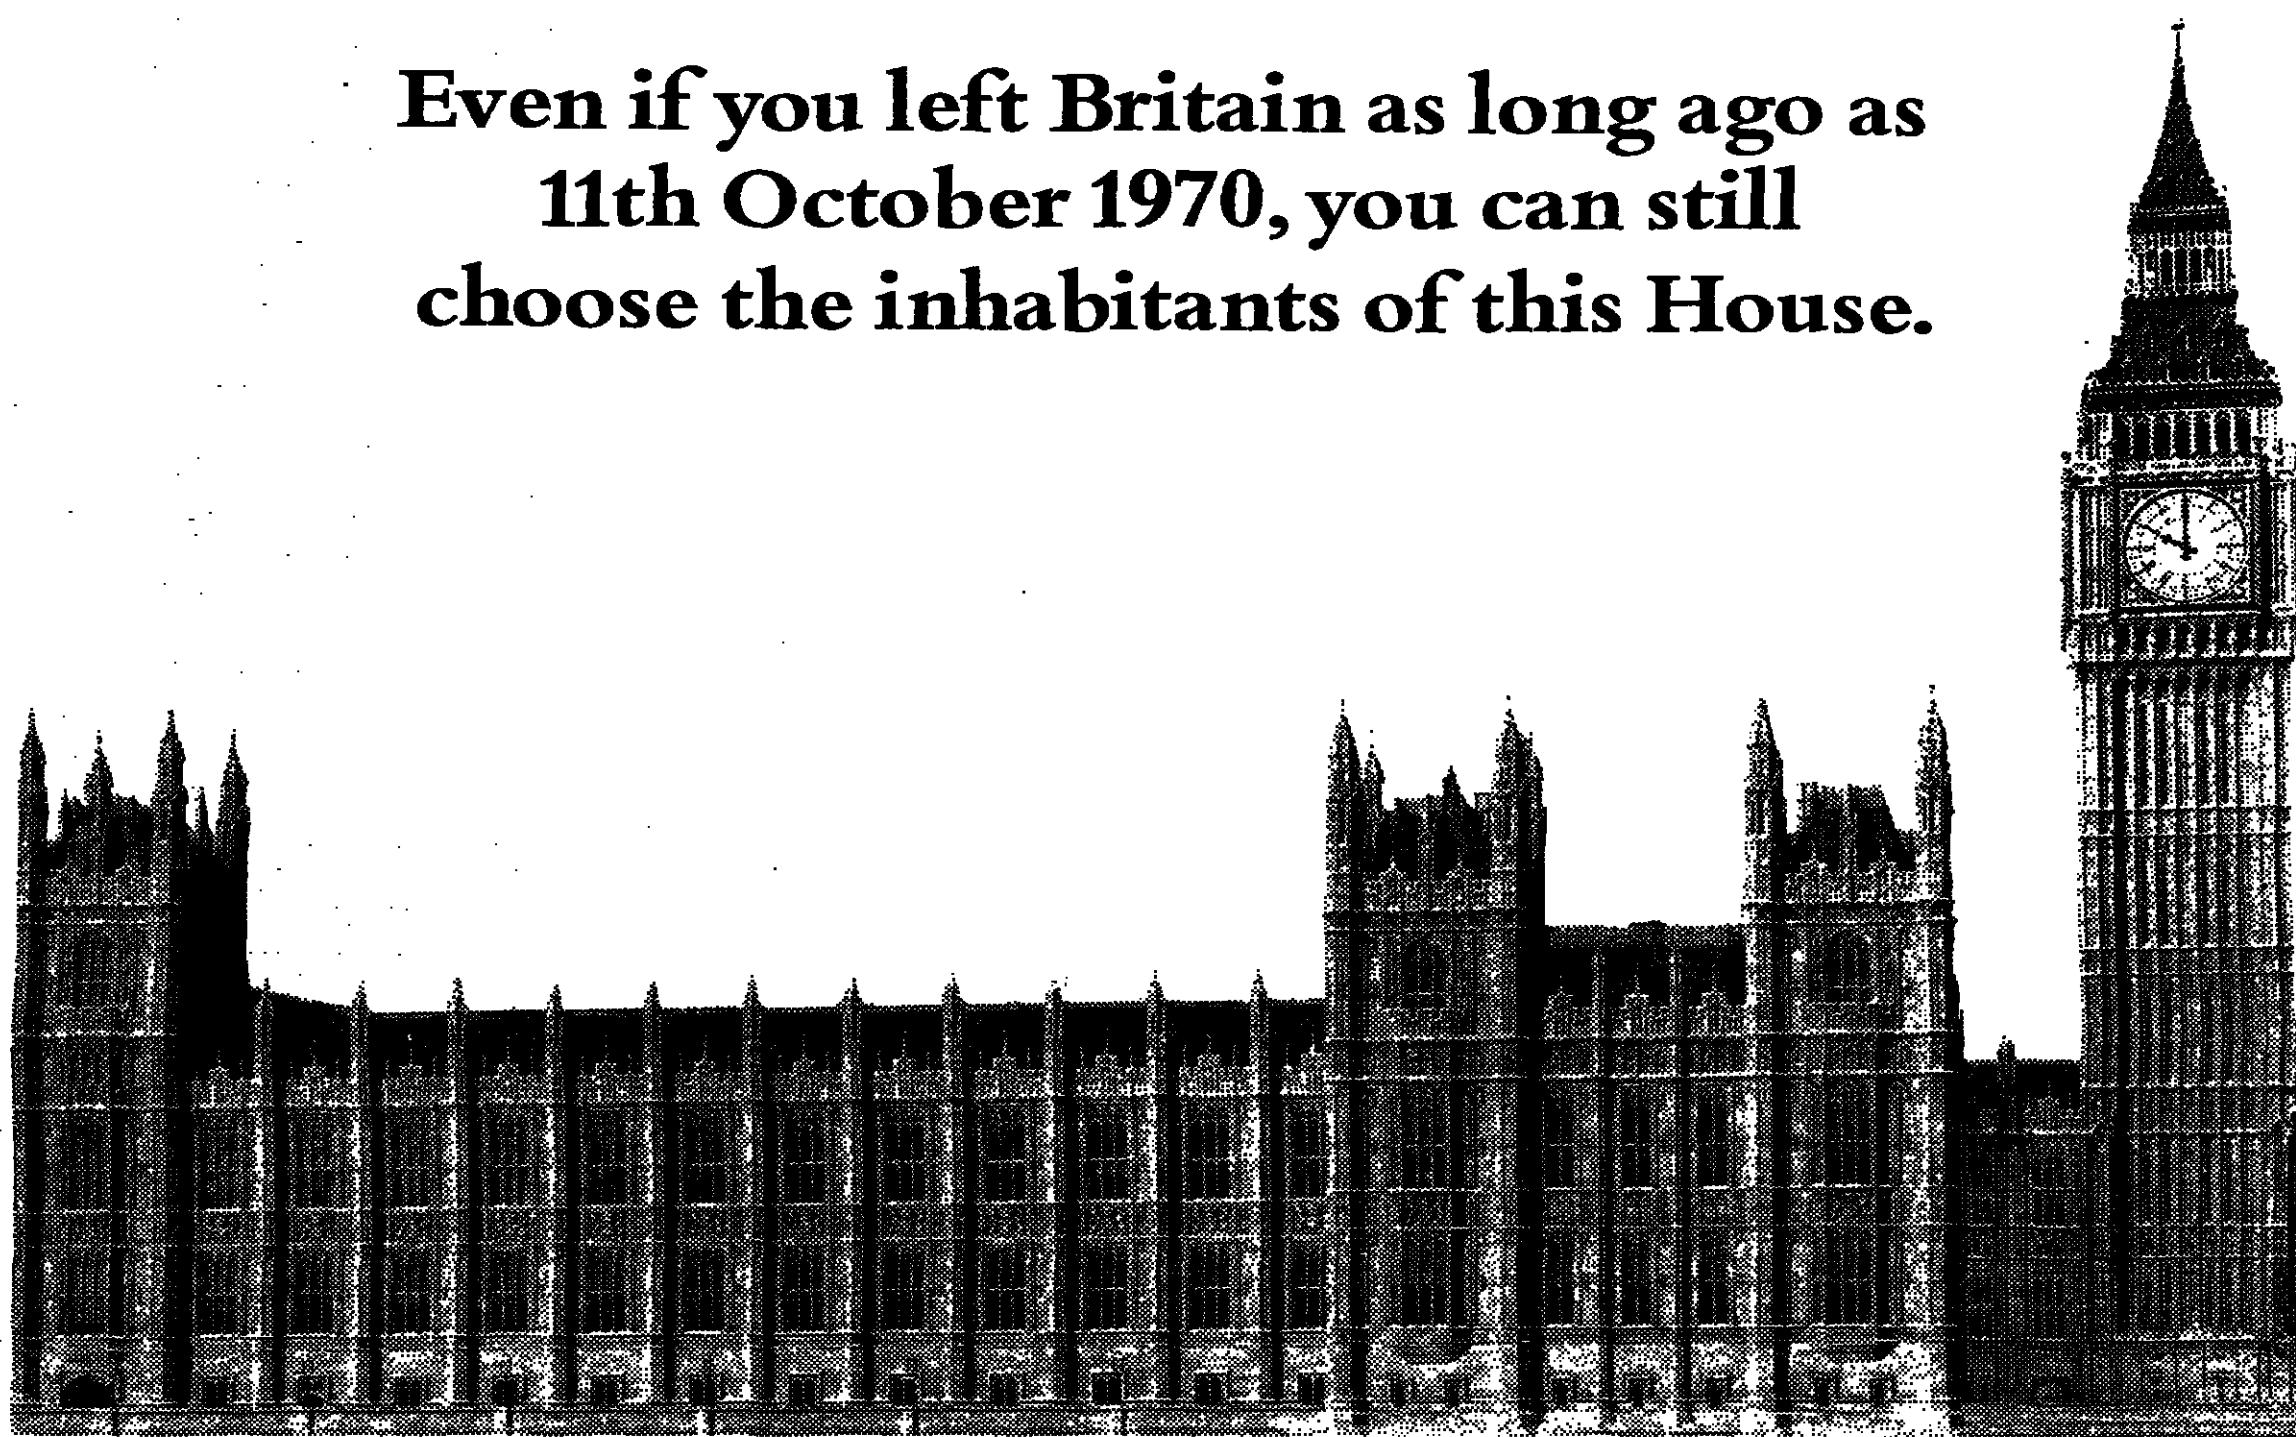 Even if you left Britain as long ago as
11th October 1970, you can still
choose the inhabitants of this House.